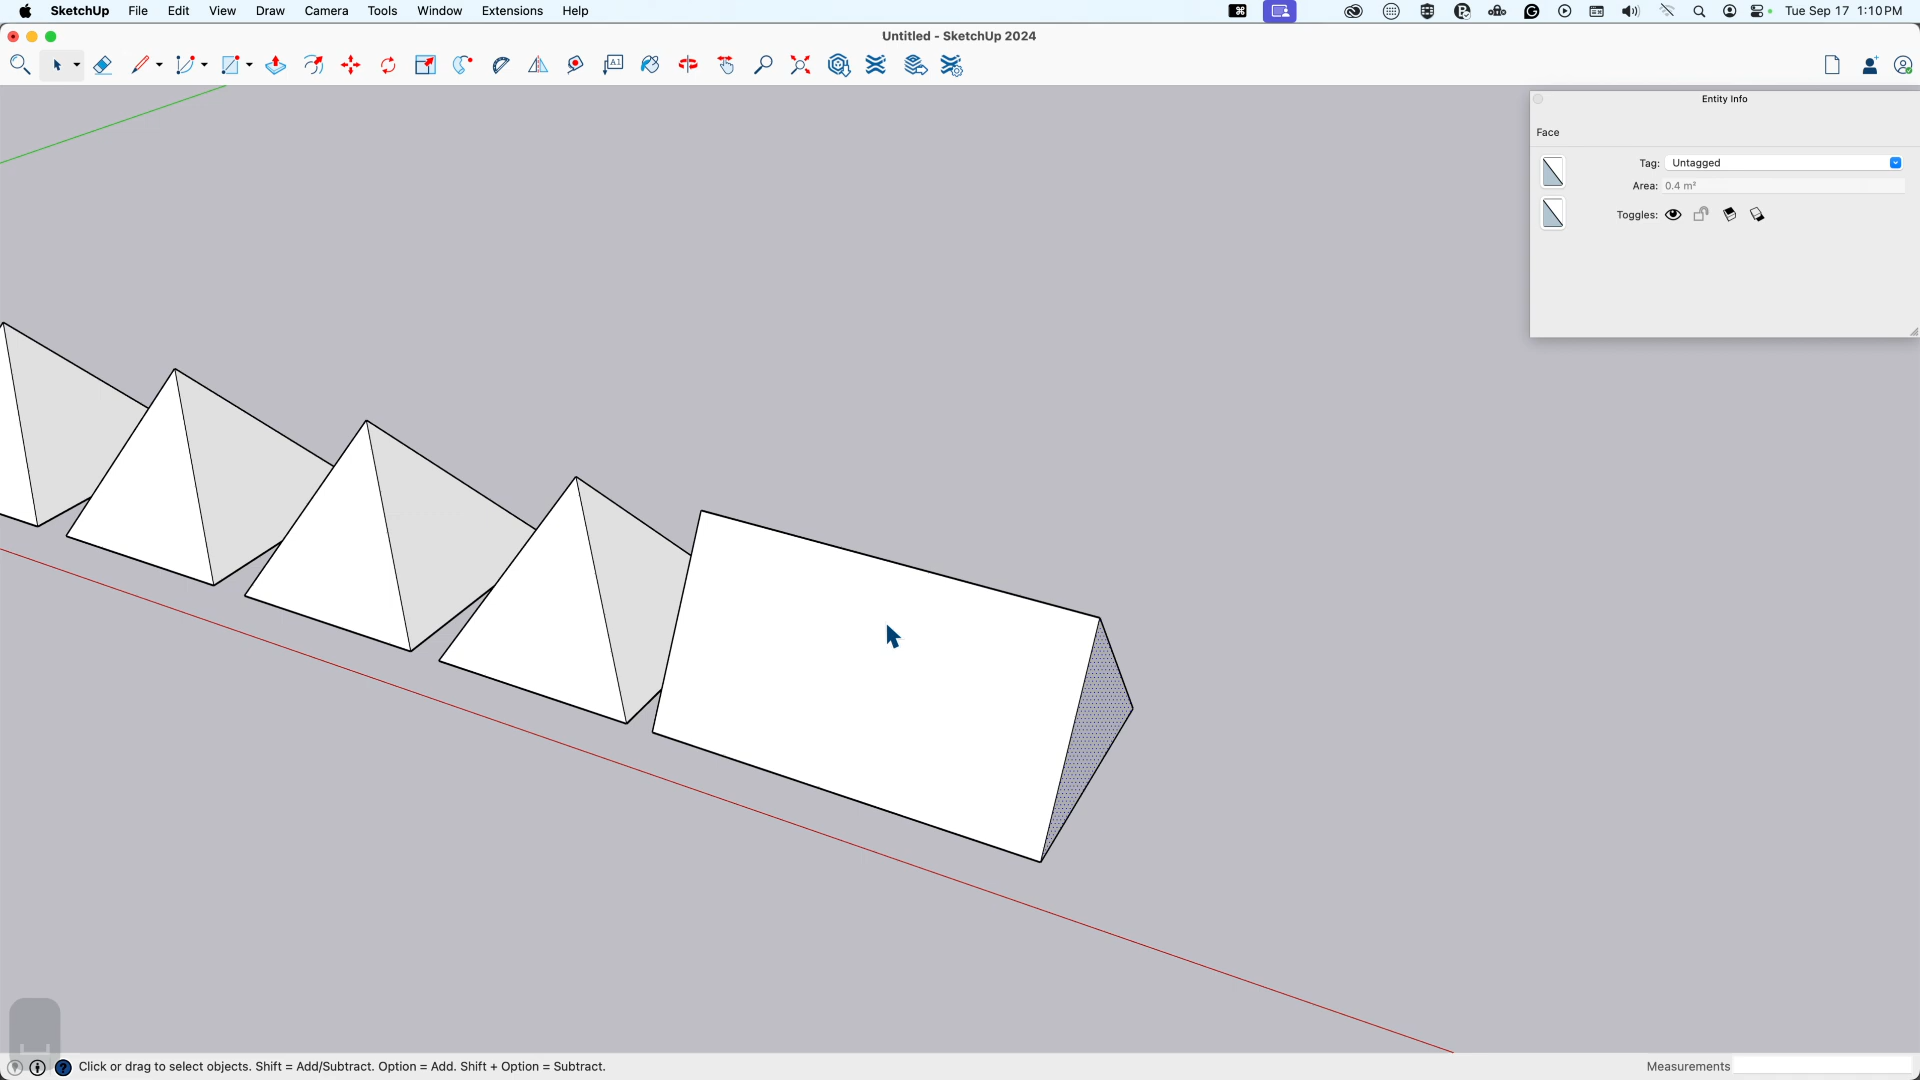 SketchUp File Edit View Draw Camera Tools Window Extensions Help Tue Sep 17 1:10 PM
Untitled - SketchUp 2024
A1
Entity Info
Face
Tag: Untagged
Area: 0.4 m²
Toggles:
Click or drag to select objects. Shift = Add/Subtract. Option = Add. Shift + Option = Subtract.
Measurements